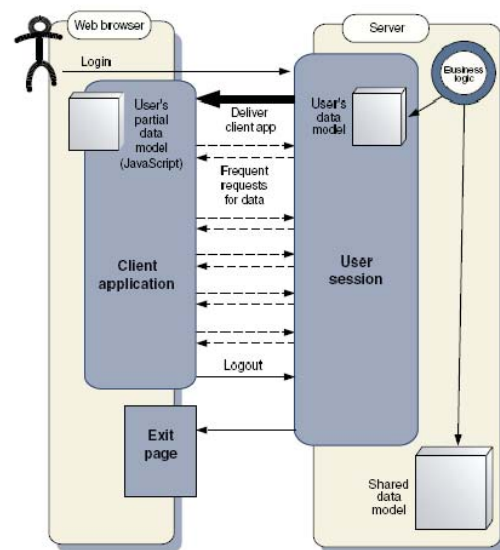 Web browser
Server
Login
Business
logic
User's
partial data
model
(JavaScript)
Deliver
client app
User's
data
model
Frequent
requests
for data
Client
application
User
session
Logout
Exit
page
Shared
data
model